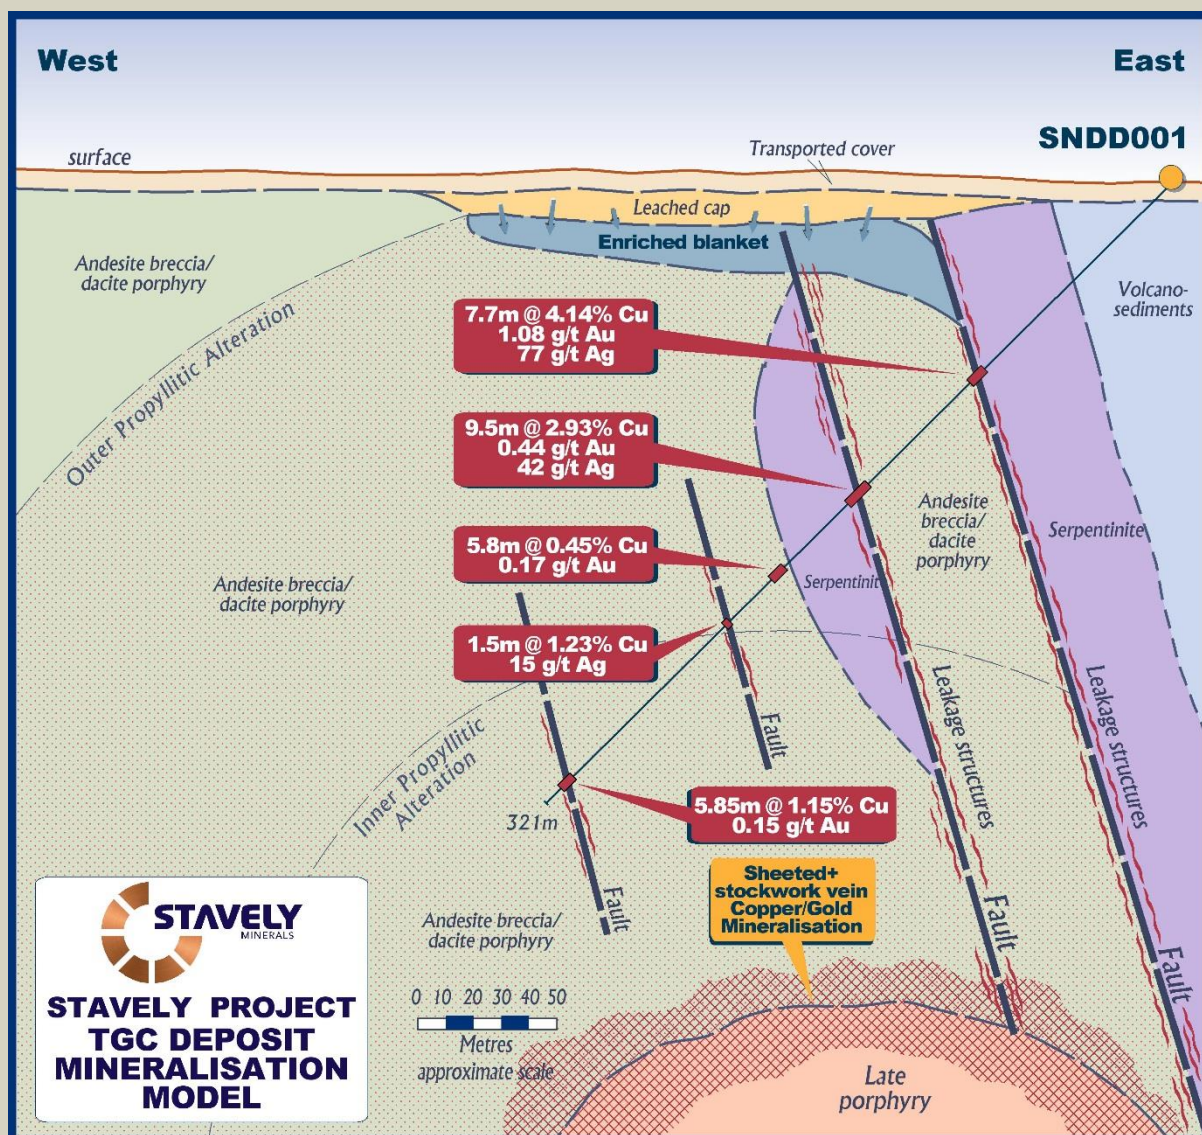 West
East
SNDD001
surface
Transported cover
Leached cap
Enriched blanket
Andesite breccia/
dacite porphyry
Volcano-
sediments
Outer Propyllitic Alteration
7.7m @ 4.14% Cu
1.08 g/t Au
77 g/t Ag
9.5m @ 2.93% Cu
0.44 g/t Au
42 g/t Ag
Andesite
breccia/
dacite
porphyry
Serpentinite
5.8m @ 0.45% Cu
0.17 g/t Au
Andesite breccia/
dacite porphyry
Serpentinit
1.5m @ 1.23% Cu
15 g/t Ag
Leakage structures
Leakage structures
Fault
Inner Propyllitic
Alteration
321m
5.85m @ 1.15% Cu
0.15 g/t Au
Sheeted+
stockwork vein
Copper/Gold
Mineralisation
Fault
Fault
Fault
Andesite breccia/
dacite porphyry
STAVELY
MINERALS
STAVELY PROJECT
TGC DEPOSIT
MINERALISATION
MODEL
0 10 20 30 40 50
Metres
approximate scale
Late
porphyry